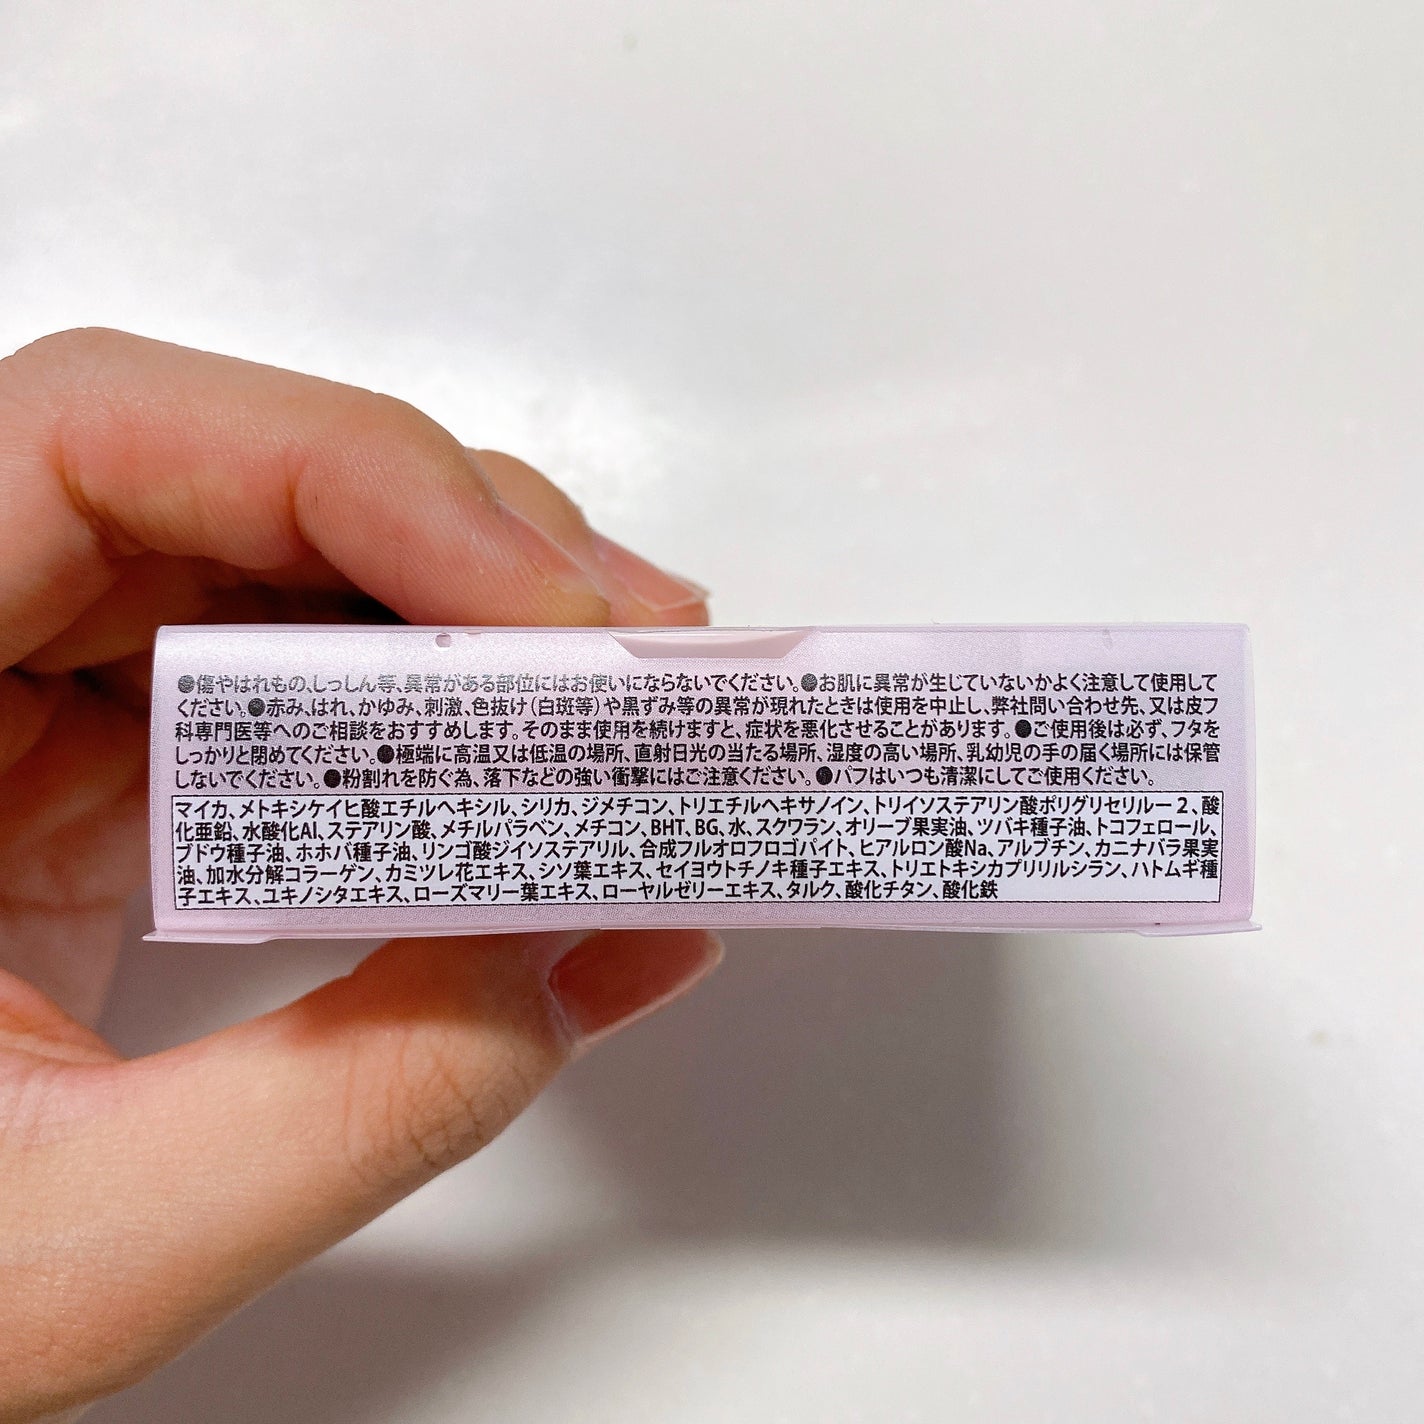 ●傷やはれもの、しっしん等、異常がある部位にはお使いにならないでください。●お肌に異常が生じていないかよく注意して使用して
ください。●赤み、はれ、かゆみ、刺激、色抜け(白斑等)や黒ずみ等の異常が現れたときは使用を中止し、弊社問い合わせ先、又は皮フ
科専門医等へのご相談をおすすめします。そのまま使用を続けますと、症状を悪化させることがあります。●ご使用後は必ず、フタを
しっかりと閉めてください。●極端に高温又は低温の場所、直射日光の当たる場所、湿度の高い場所、乳幼児の手の届く場所には保管
しないでください。●粉割れを防ぐ為、落下などの強い衝撃にはご注意ください。●パフはいつも清潔にしてご使用ください。
マイカ、メトキシケイヒ酸エチルヘキシル、シリカ、ジメチコン、トリエチルヘキサノイン、トリイソステアリン酸ポリグリセリル－2、酸
化亜鉛、水酸化Al、ステアリン酸、メチルパラベン、メチコン、BHT、BG、水、スクワラン、オリーブ果実油、ツバキ種子油、トコフェロール、
ブドウ種子油、ホホバ種子油、リンゴ酸ジイソステアリル、合成フルオロフロゴパイト、ヒアルロン酸Na、アルブチン、カニナバラ果実
油、加水分解コラーゲン、カミツレ花エキス、シソ葉エキス、セイヨウトチノキ種子エキス、トリエトキシカプリリルシラン、ハトムギ種
子エキス、ユキノシタエキス、ローズマリー葉エキス、ローヤルゼリーエキス、タルク、酸化チタン、酸化鉄